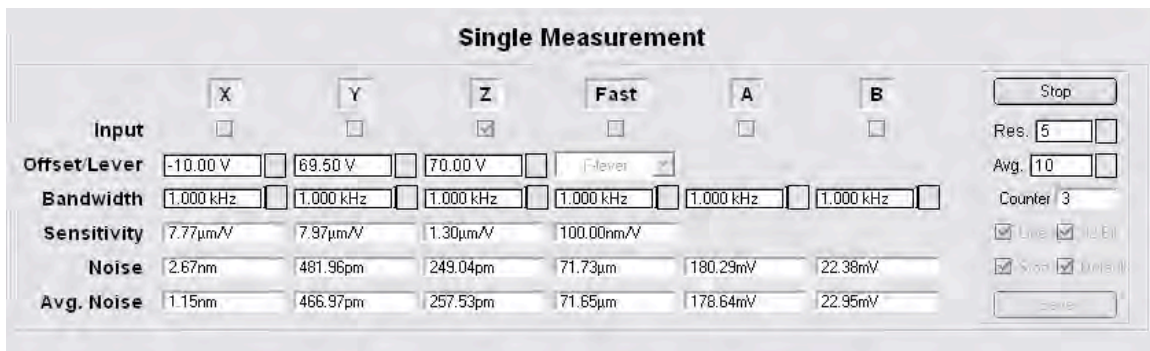 Single Measurement
X Y Z Fast A B Stop
Input Res. 5
Offset/Lever -10.00 V 69.50 V 70.00 V F-lever Avg. 10
Bandwidth 1.000 kHz 1.000 kHz 1.000 kHz 1.000 kHz 1.000 kHz 1.000 kHz Counter 3
Sensitivity 7.77µm/V 7.97µm/V 1.30µm/V 100.00nm/V
Noise 2.67nm 481.96pm 249.04pm 71.73µm 180.29mV 22.38mV
Avg. Noise 1.15nm 466.97pm 257.53pm 71.65µm 178.64mV 22.95mV